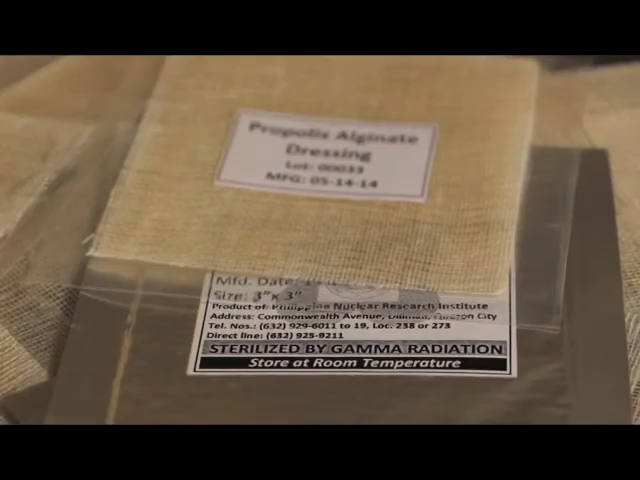 Propolis Alginate
Dressing
Lot: 00033
MFG: 05-14-14
Mfd. Date:
Size: 3"x 3"
Product of: Philippine Nuclear Research Institute
Address: Commonwealth Avenue, Diliman, Quezon City
Tel. Nos.: (632) 929-6011 to 19, Loc. 238 or 273
Direct line: (632) 925-9211
STERILIZED BY GAMMA RADIATION
Store at Room Temperature